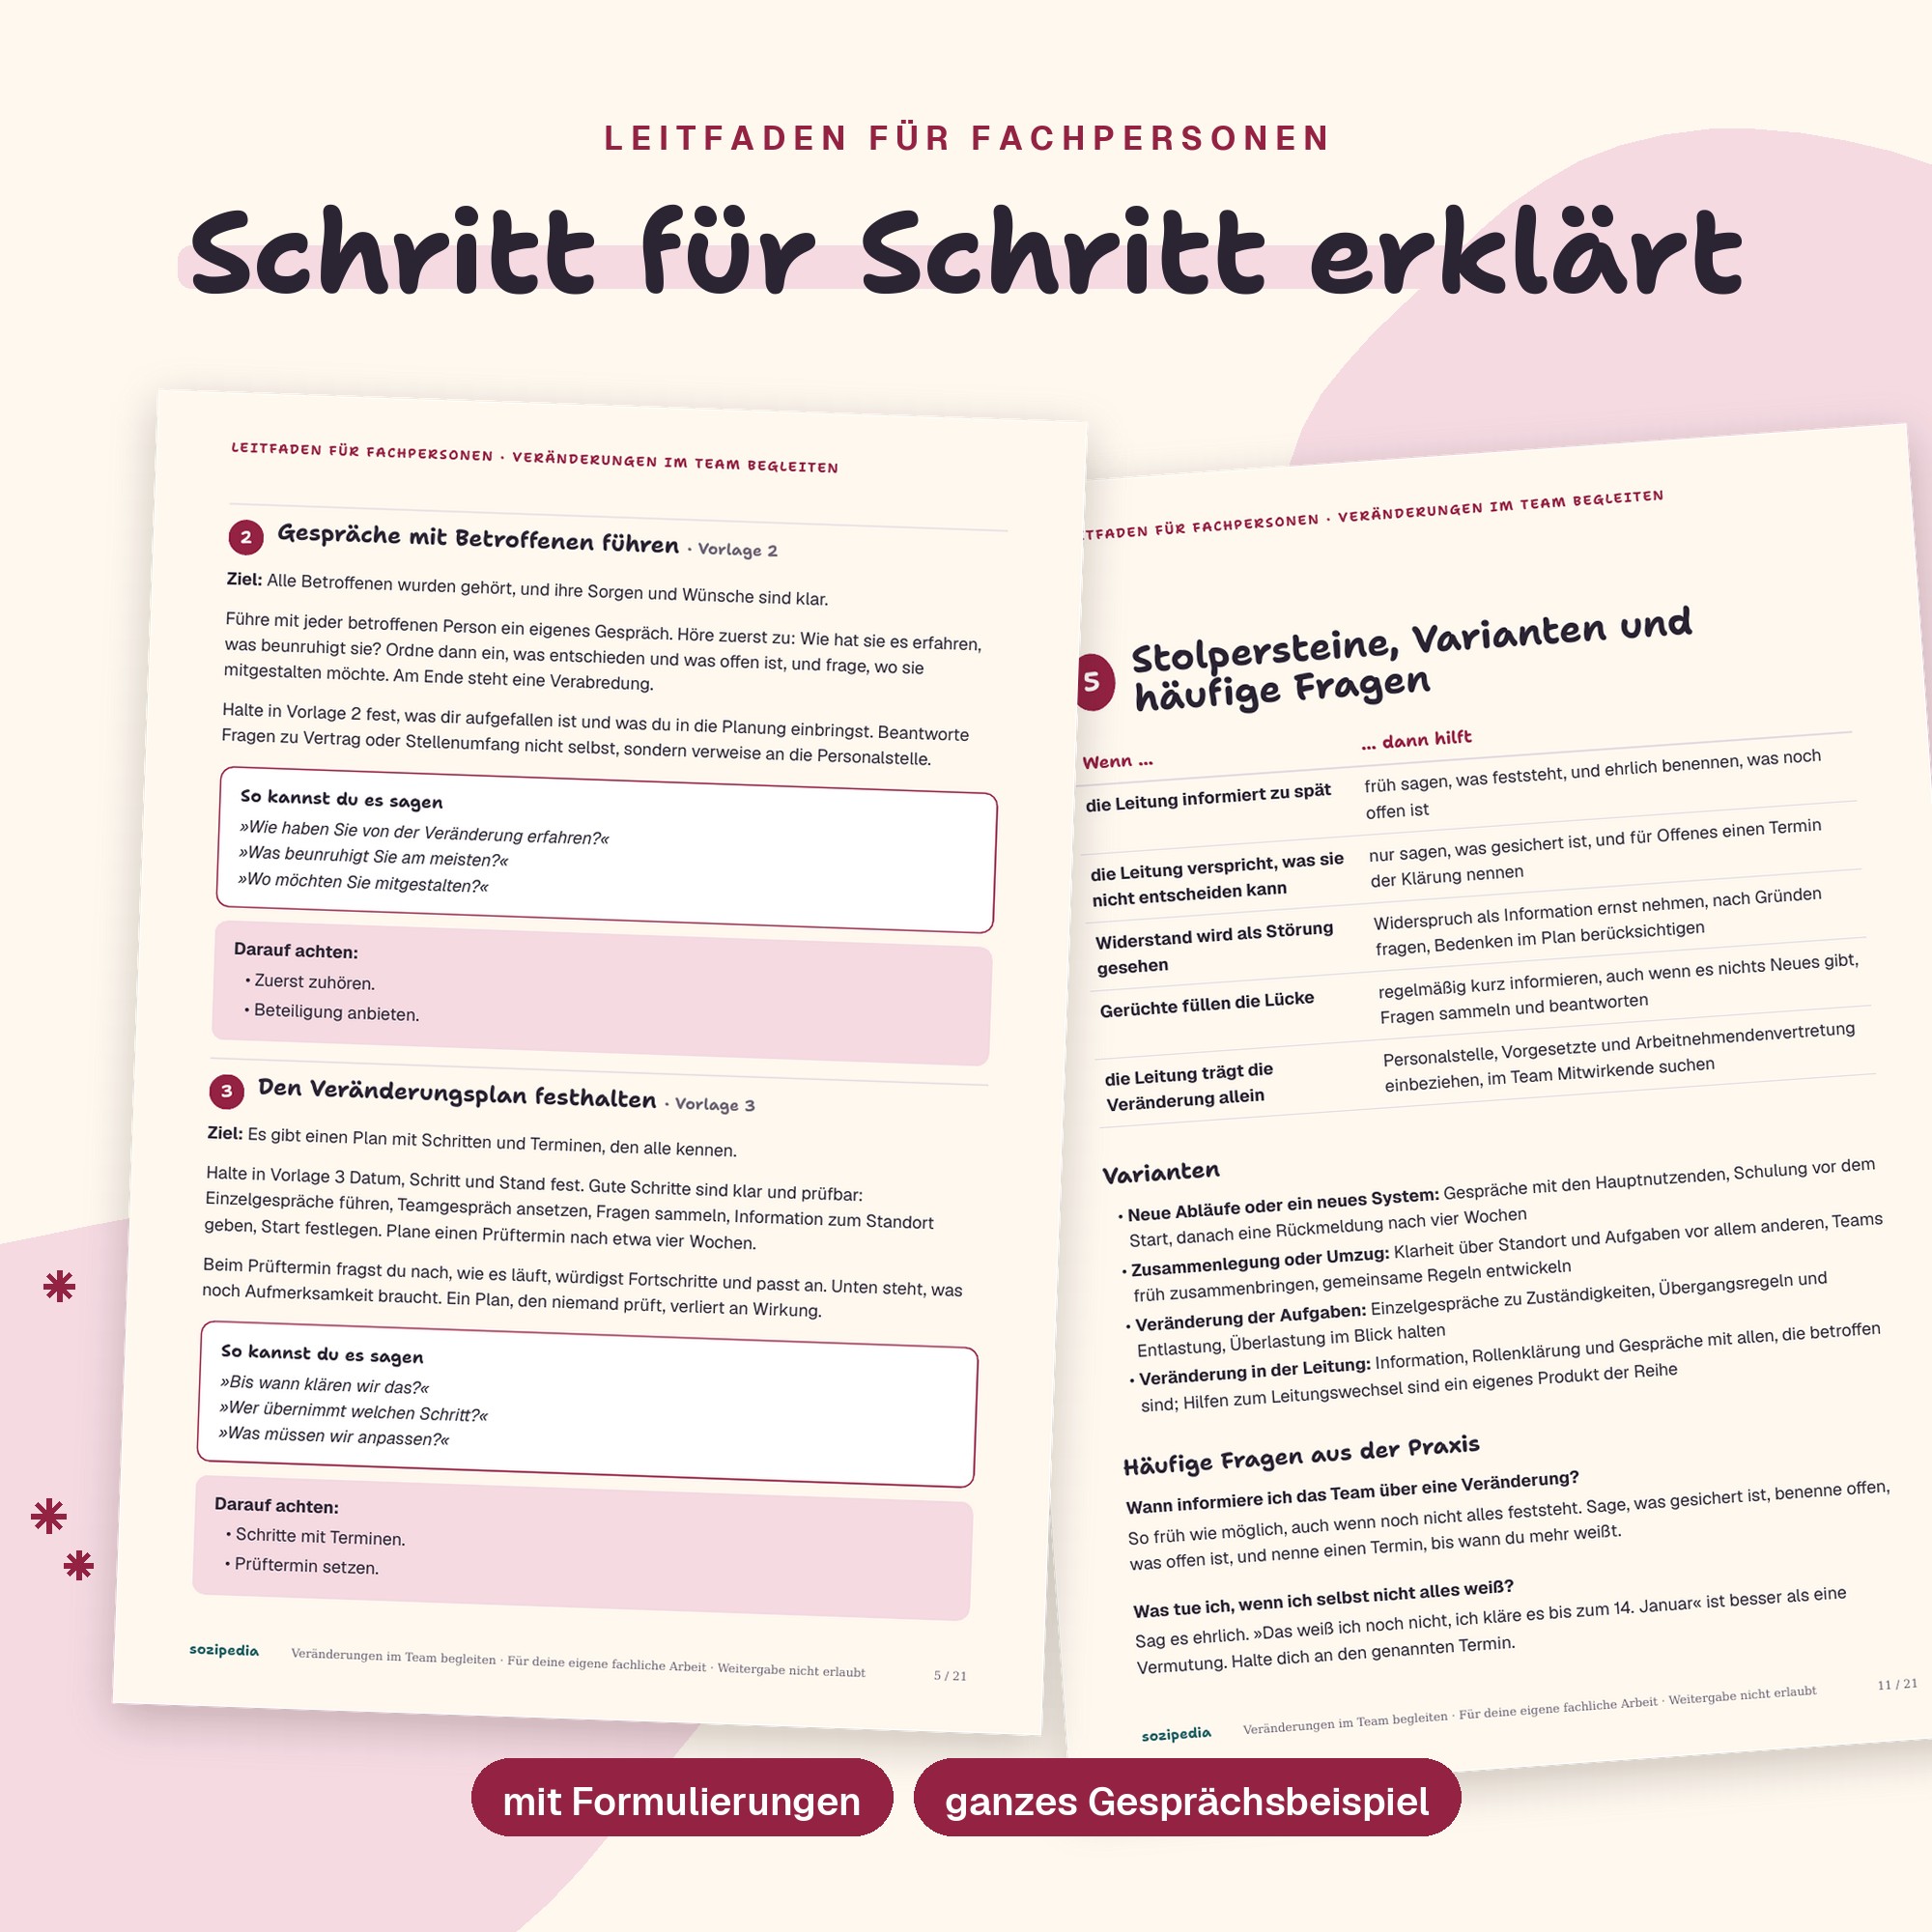 LEITFADEN FÜR FACHPERSONEN
Schritt für Schritt erklärt
LEITFADEN FÜR FACHPERSONEN · VERÄNDERUNGEN IM TEAM BEGLEITEN
2 Gespräche mit Betroffenen führen · Vorlage 2
Ziel: Alle Betroffenen wurden gehört, und ihre Sorgen und Wünsche sind klar.
Führe mit jeder betroffenen Person ein eigenes Gespräch. Höre zuerst zu: Wie hat sie es erfahren,
was beunruhigt sie? Ordne dann ein, was entschieden und was offen ist, und frage, wo sie
mitgestalten möchte. Am Ende steht eine Verabredung.
Halte in Vorlage 2 fest, was dir aufgefallen ist und was du in die Planung einbringst. Beantworte
Fragen zu Vertrag oder Stellenumfang nicht selbst, sondern verweise an die Personalstelle.
So kannst du es sagen
»Wie haben Sie von der Veränderung erfahren?«
»Was beunruhigt Sie am meisten?«
»Wo möchten Sie mitgestalten?«
Darauf achten:
• Zuerst zuhören.
• Beteiligung anbieten.
3 Den Veränderungsplan festhalten · Vorlage 3
Ziel: Es gibt einen Plan mit Schritten und Terminen, den alle kennen.
Halte in Vorlage 3 Datum, Schritt und Stand fest. Gute Schritte sind klar und prüfbar:
Einzelgespräche führen, Teamgespräch ansetzen, Fragen sammeln, Information zum Standort
geben, Start festlegen. Plane einen Prüftermin nach etwa vier Wochen.
Beim Prüftermin fragst du nach, wie es läuft, würdigst Fortschritte und passt an. Unten steht, was
noch Aufmerksamkeit braucht. Ein Plan, den niemand prüft, verliert an Wirkung.
So kannst du es sagen
»Bis wann klären wir das?«
»Wer übernimmt welchen Schritt?«
»Was müssen wir anpassen?«
Darauf achten:
• Schritte mit Terminen.
• Prüftermin setzen.
sozipedia Veränderungen im Team begleiten · Für deine eigene fachliche Arbeit · Weitergabe nicht erlaubt 5 / 21
TFADEN FÜR FACHPERSONEN · VERÄNDERUNGEN IM TEAM BEGLEITEN
5 Stolpersteine, Varianten und
häufige Fragen
Wenn ... ... dann hilft
die Leitung informiert zu spät früh sagen, was feststeht, und ehrlich benennen, was noch
offen ist
die Leitung verspricht, was sie nur sagen, was gesichert ist, und für Offenes einen Termin
nicht entscheiden kann der Klärung nennen
Widerstand wird als Störung Widerspruch als Information ernst nehmen, nach Gründen
gesehen fragen, Bedenken im Plan berücksichtigen
Gerüchte füllen die Lücke regelmäßig kurz informieren, auch wenn es nichts Neues gibt,
Fragen sammeln und beantworten
die Leitung trägt die Personalstelle, Vorgesetzte und Arbeitnehmendenvertretung
Veränderung allein einbeziehen, im Team Mitwirkende suchen
Varianten
• Neue Abläufe oder ein neues System: Gespräche mit den Hauptnutzenden, Schulung vor dem
Start, danach eine Rückmeldung nach vier Wochen
• Zusammenlegung oder Umzug: Klarheit über Standort und Aufgaben vor allem anderen, Teams
früh zusammenbringen, gemeinsame Regeln entwickeln
• Veränderung der Aufgaben: Einzelgespräche zu Zuständigkeiten, Übergangsregeln und
Entlastung, Überlastung im Blick halten
• Veränderung in der Leitung: Information, Rollenklärung und Gespräche mit allen, die betroffen
sind; Hilfen zum Leitungswechsel sind ein eigenes Produkt der Reihe
Häufige Fragen aus der Praxis
Wann informiere ich das Team über eine Veränderung?
So früh wie möglich, auch wenn noch nicht alles feststeht. Sage, was gesichert ist, benenne offen,
was offen ist, und nenne einen Termin, bis wann du mehr weißt.
Was tue ich, wenn ich selbst nicht alles weiß?
Sag es ehrlich. »Das weiß ich noch nicht, ich kläre es bis zum 14. Januar« ist besser als eine
Vermutung. Halte dich an den genannten Termin.
sozipedia Veränderungen im Team begleiten · Für deine eigene fachliche Arbeit · Weitergabe nicht erlaubt 11 / 21
mit Formulierungen
ganzes Gesprächsbeispiel